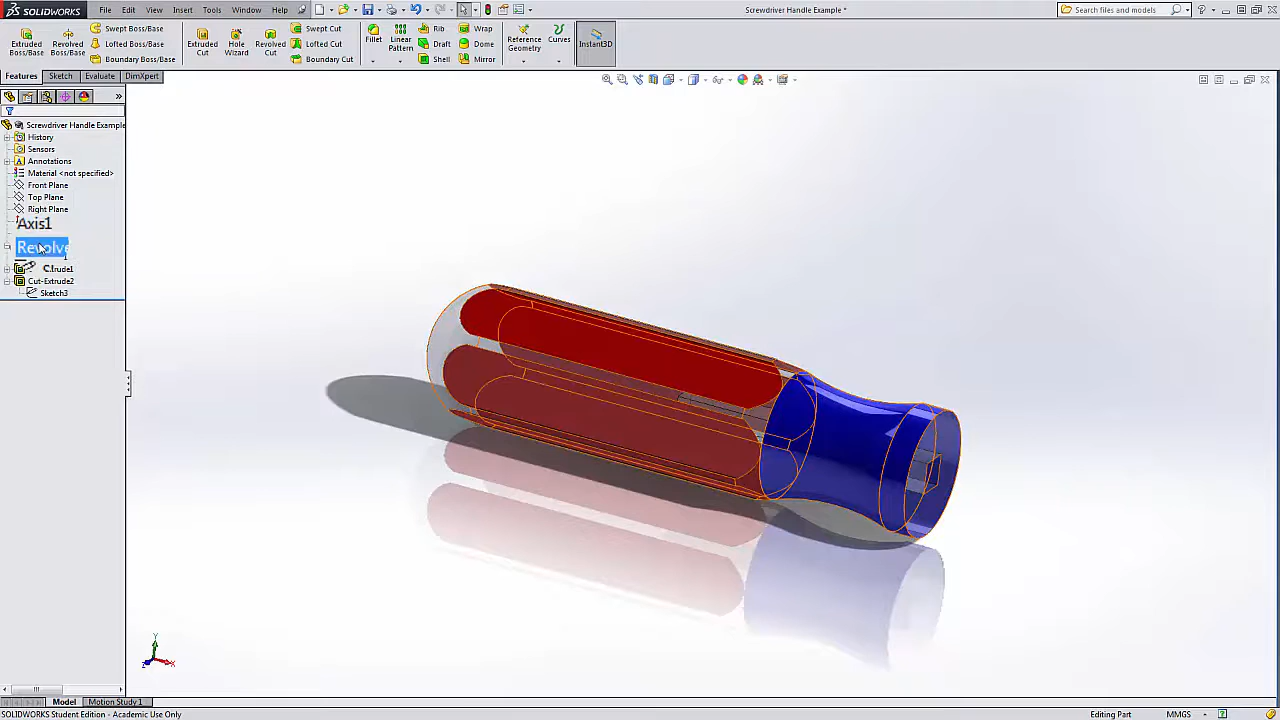 SOLIDWORKS File Edit View Insert Tools Window Help Screwdriver Handle Example * Search files and models
Extruded Boss/Base
Revolved Boss/Base
Swept Boss/Base
Lofted Boss/Base
Boundary Boss/Base
Extruded Cut
Hole Wizard
Revolved Cut
Swept Cut
Lofted Cut
Boundary Cut
Fillet
Linear Pattern
Rib
Draft
Shell
Wrap
Dome
Mirror
Reference Geometry
Curves
Instant3D
Features Sketch Evaluate DimXpert
Screwdriver Handle Example
History
Sensors
Annotations
Material <not specified>
Front Plane
Top Plane
Right Plane
Axis1
Revolve
Cut-Extrude2
Sketch3
Y
X
Z
Model Motion Study 1
SOLIDWORKS Student Edition - Academic Use Only Editing Part MMGS